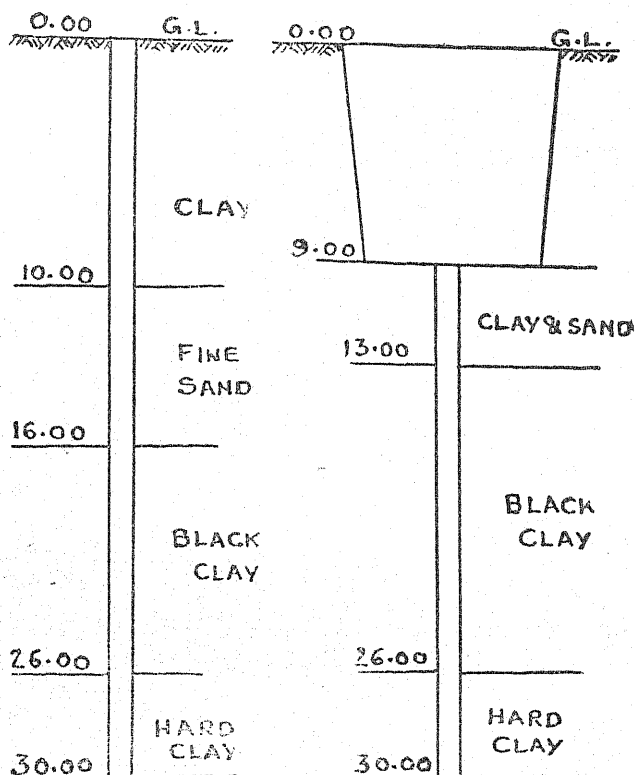 0.00 G.L.
CLAY
10.00
FINE
SAND
16.00
BLACK
CLAY
26.00
HARD
CLAY
30.00
0.00 G.L.
9.00
CLAY & SAND
13.00
BLACK
CLAY
26.00
HARD
CLAY
30.00